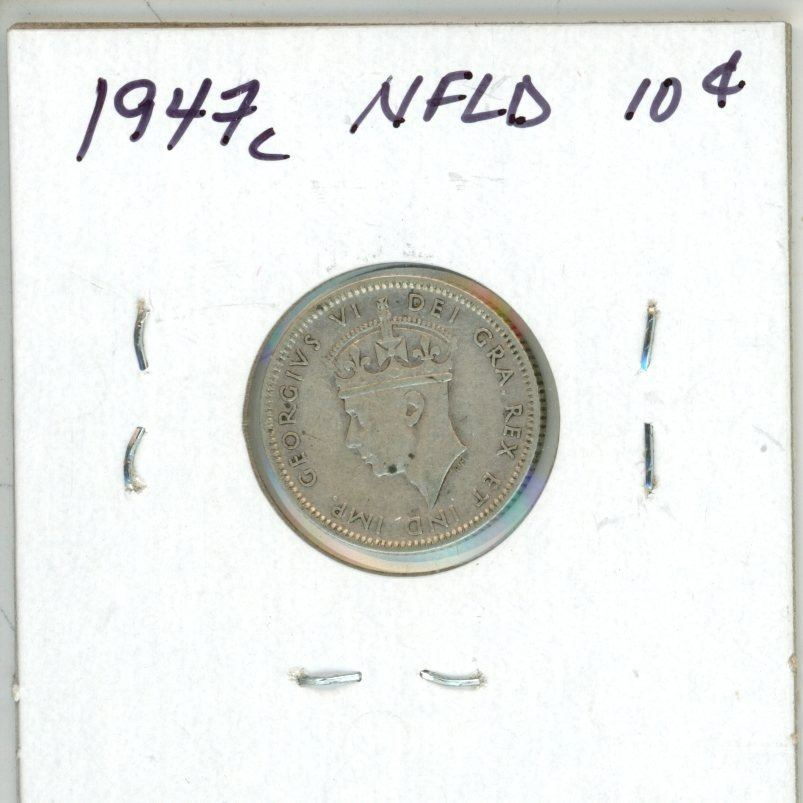 1947c NFLD 10¢
GEORGIVS VI DEI GRA. REX ET IND. IMP.